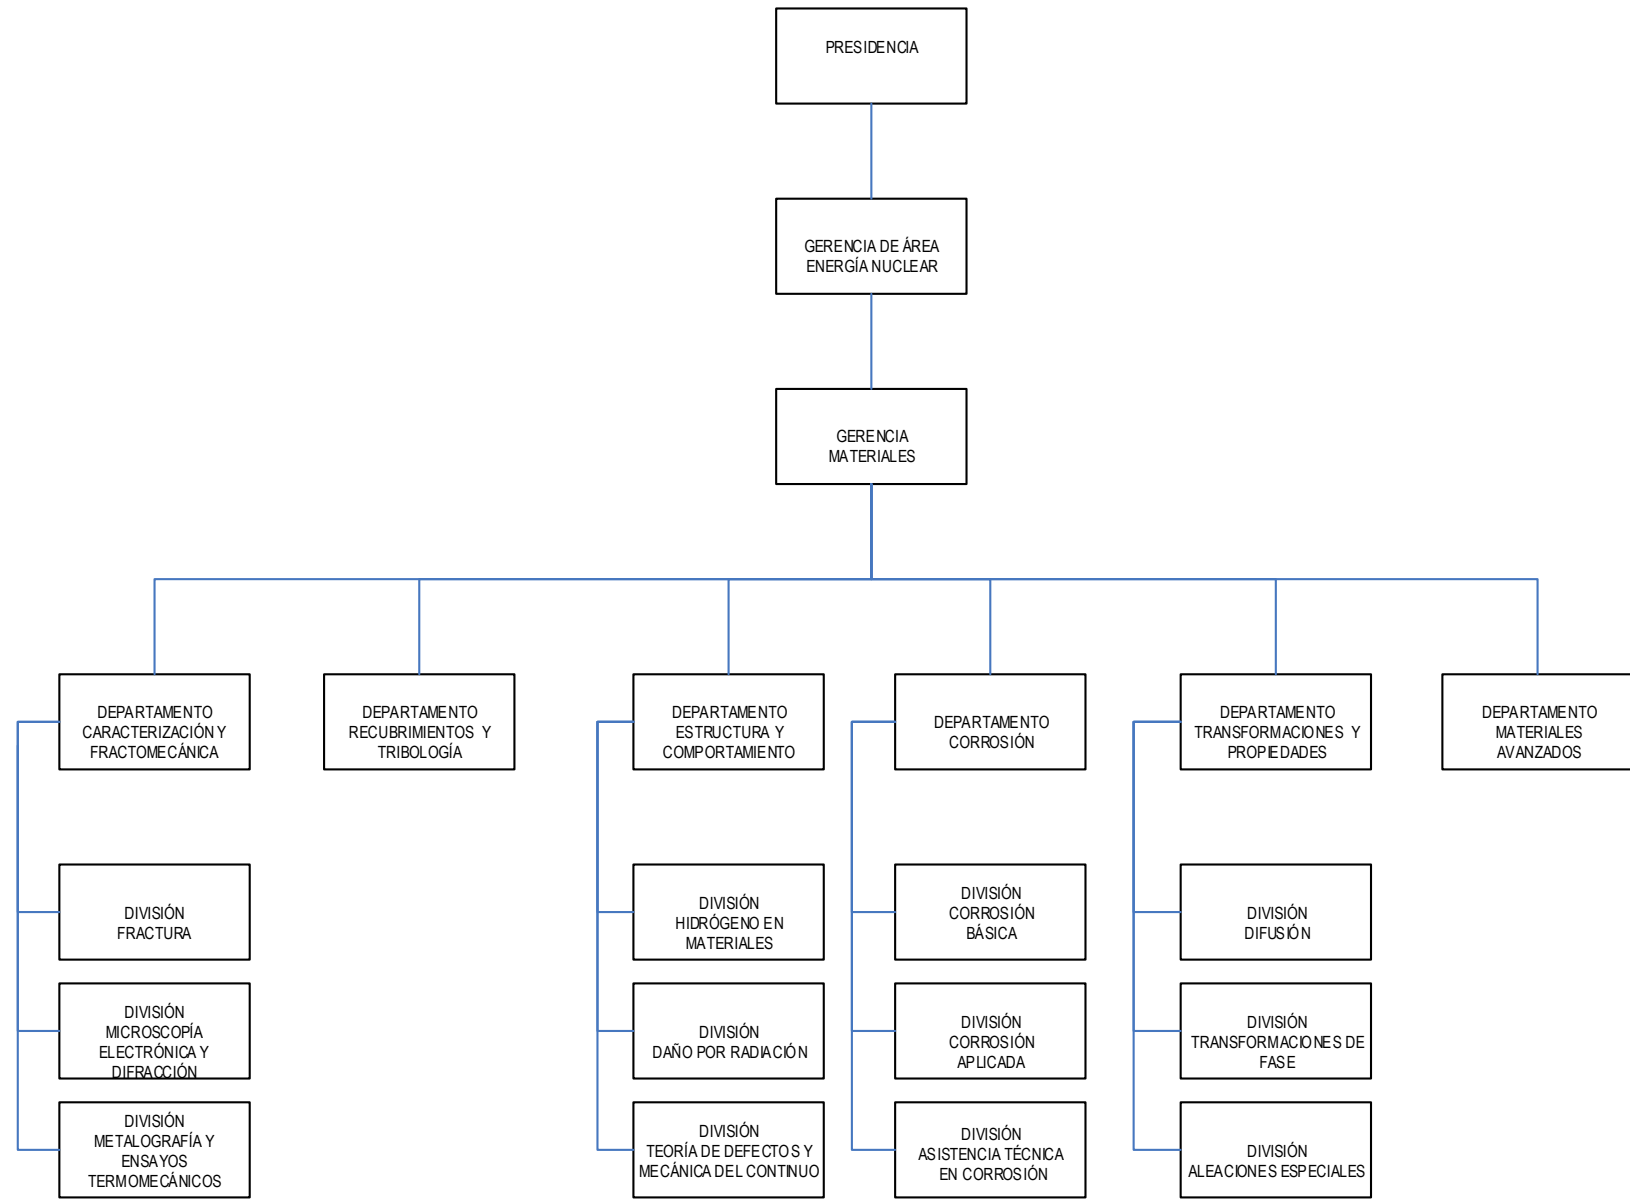 PRESIDENCIA
GERENCIA DE ÁREA
ENERGÍA NUCLEAR
GERENCIA
MATERIALES
DEPARTAMENTO
CARACTERIZACIÓN Y
FRACTOMECÁNICA
DEPARTAMENTO
RECUBRIMIENTOS Y
TRIBOLOGÍA
DEPARTAMENTO
ESTRUCTURA Y
COMPORTAMIENTO
DEPARTAMENTO
CORROSIÓN
DEPARTAMENTO
TRANSFORMACIONES Y
PROPIEDADES
DEPARTAMENTO
MATERIALES
AVANZADOS
DIVISIÓN
FRACTURA
DIVISIÓN
HIDRÓGENO EN
MATERIALES
DIVISIÓN
CORROSIÓN
BÁSICA
DIVISIÓN
DIFUSIÓN
DIVISIÓN
MICROSCOPÍA
ELECTRÓNICA Y
DIFRACCIÓN
DIVISIÓN
DAÑO POR RADIACIÓN
DIVISIÓN
CORROSIÓN
APLICADA
DIVISIÓN
TRANSFORMACIONES DE
FASE
DIVISIÓN
METALOGRAFÍA Y
ENSAYOS
TERMOMECÁNICOS
DIVISIÓN
TEORÍA DE DEFECTOS Y
MECÁNICA DEL CONTINUO
DIVISIÓN
ASISTENCIA TÉCNICA
EN CORROSIÓN
DIVISIÓN
ALEACIONES ESPECIALES